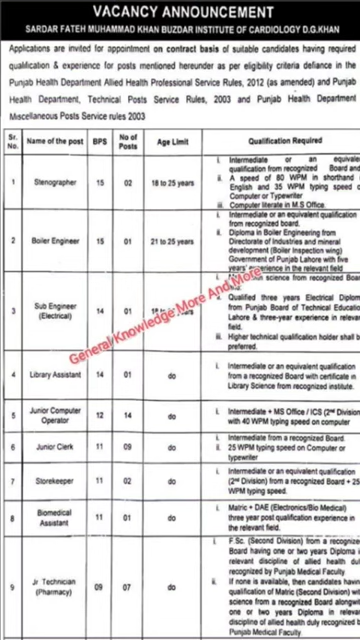 VACANCY ANNOUNCEMENT
SARDAR FATEH MUHAMMAD KHAN BUZDAR INSTITUTE OF CARDIOLOGY D.G.KHAN
Applications are invited for appointment on contract basis of suitable candidates having required
qualification & experience for posts mentioned hereunder as per eligibility criteria defiance in the
Punjab Health Department Allied Health Professional Service Rules, 2012 (as amended) and Punjab
Health Department, Technical Posts Service Rules, 2003 and Punjab Health Department
Miscellaneous Posts Service rules 2003
Sr. No. Name of the post BPS No of Posts Age Limit Qualification Required
1 Stenographer 15 02 18 to 25 years
i. Intermediate or an equivale
qualification from recognized Board and
ii. A speed of 80 WPM in shorthand i
English and 35 WPM typing speed o
Computer or Typewriter
iii. Computer literate in M.S Office.
2 Boiler Engineer 15 01 21 to 25 years
i. Intermediate or an equivalent qualification
from recognized board.
ii. Diploma in Boiler Engineering from
Directorate of Industries and mineral
development (Boiler Inspection wing)
Government of Punjab Lahore with five
years' experience in the relevant field
3 Sub Engineer (Electrical) 14 01 years
science from recognized Boar
Qualified three years Electrical Diplom
from Punjab Board of Technical Educatio
Lahore & three-year experience in relevan
field.
iii. Higher technical qualification holder shall b
preferred.
General Knowledge More And More
4 Library Assistant 14 01 do
i. Intermediate or equivalent qualification
from a recognized Board with certificate in
Library Science from recognized institute.
5 Junior Computer Operator 12 14 do
i. Intermediate + MS Office / ICS (2nd Division
with 40 WPM typing speed on computer
6 Junior Clerk 11 09 do
i. Intermediate from a recognized Board.
ii. 25 WPM typing speed on Computer or
typewriter
7 Storekeeper 11 02 do
i. Intermediate or an equivalent qualification
(2nd Division) from a recognized Board + 25
WPM typing speed.
8 Biomedical Assistant 11 01 do
i. Matric + DAE (Electronics/Bio Medical)
three year post qualification experience in
the relevant field.
9 Jr Technician (Pharmacy) 09 07 do
i. F.Sc. (Second Division) from a recognize
Board having one or two years Diploma i
relevant discipline of allied health dul
recognized by Punjab Medical Faculty
ii. If none is available, then candidates havin
qualification of Matric (Second Division) wit
science from a recognized Board alongwit
one or two years Diploma in relevan
discipline of allied health duly recognized b
Punjab Medical Faculty.